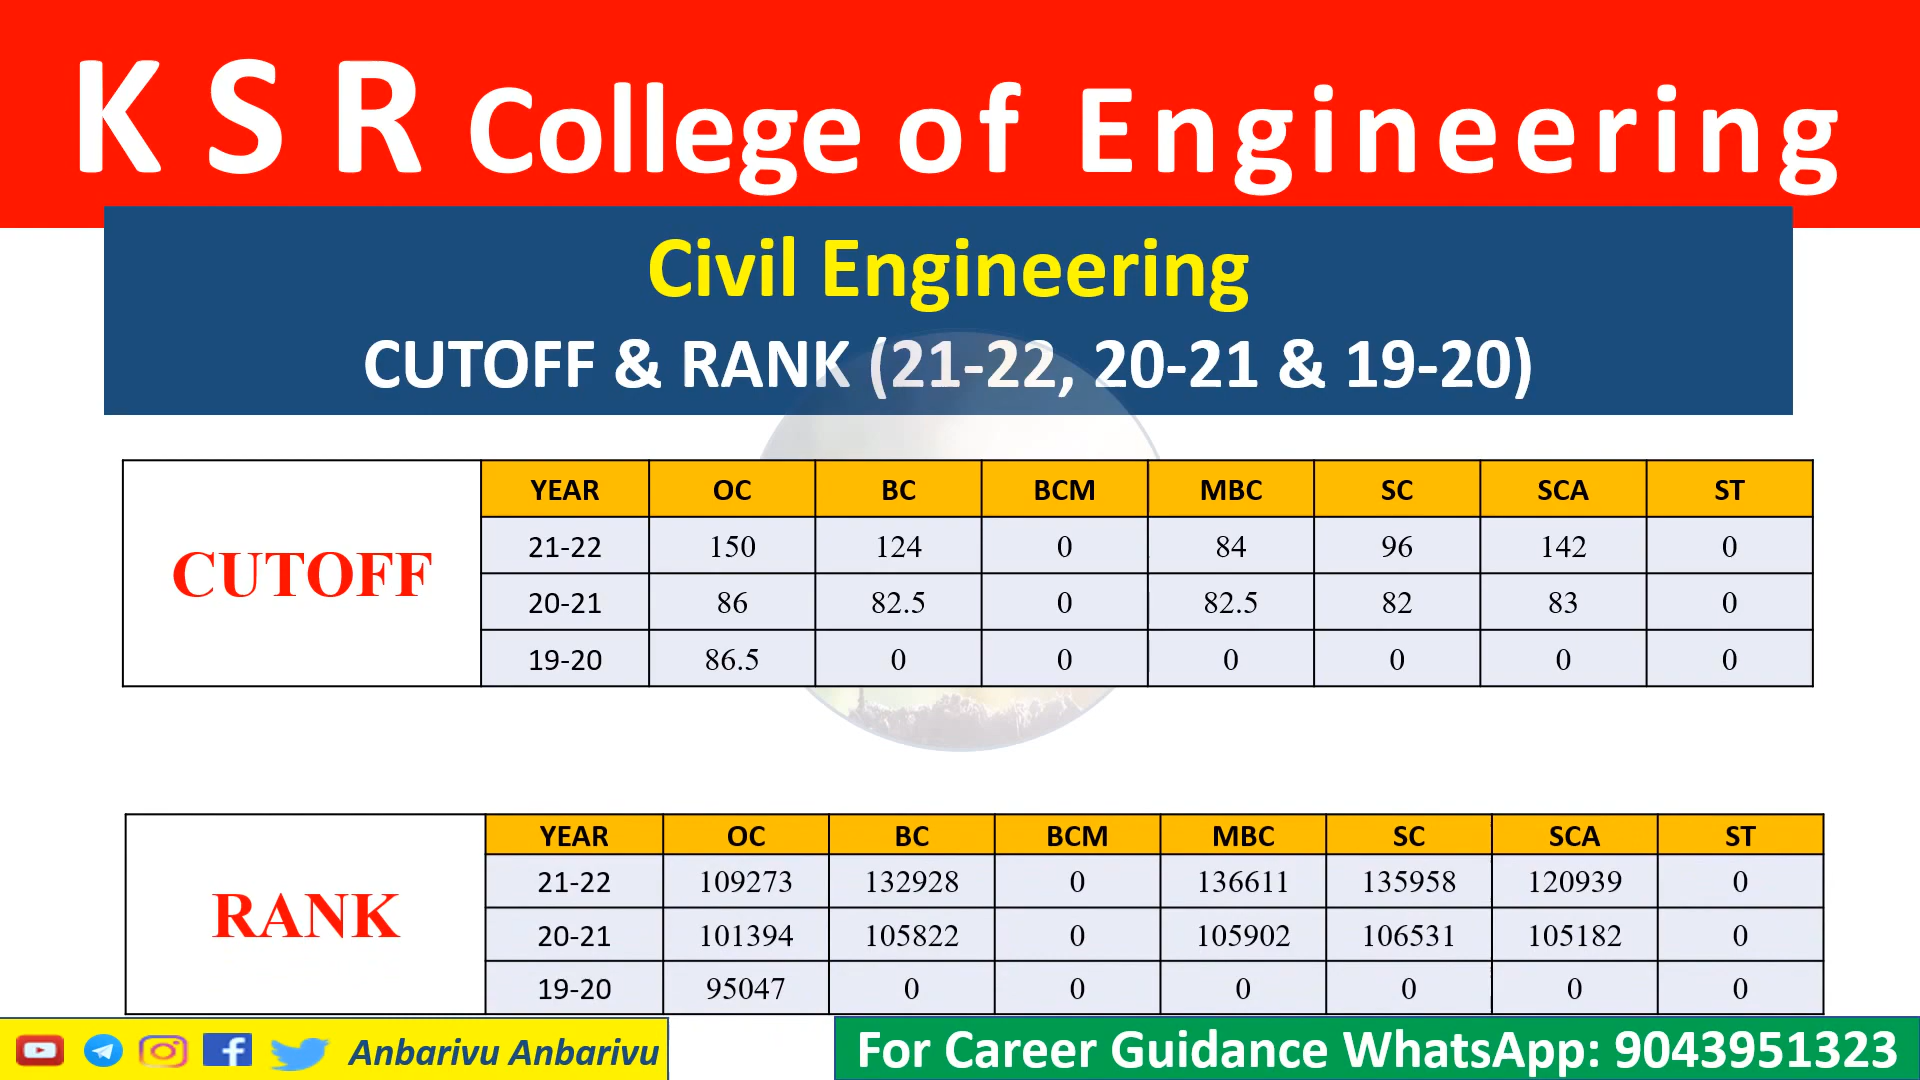 K S R College of Engineering
Civil Engineering
CUTOFF & RANK (21-22, 20-21 & 19-20)
CUTOFF
YEAR OC BC BCM MBC SC SCA ST
21-22 150 124 0 84 96 142 0
20-21 86 82.5 0 82.5 82 83 0
19-20 86.5 0 0 0 0 0 0
RANK
YEAR OC BC BCM MBC SC SCA ST
21-22 109273 132928 0 136611 135958 120939 0
20-21 101394 105822 0 105902 106531 105182 0
19-20 95047 0 0 0 0 0 0
Anbarivu Anbarivu
For Career Guidance WhatsApp: 9043951323